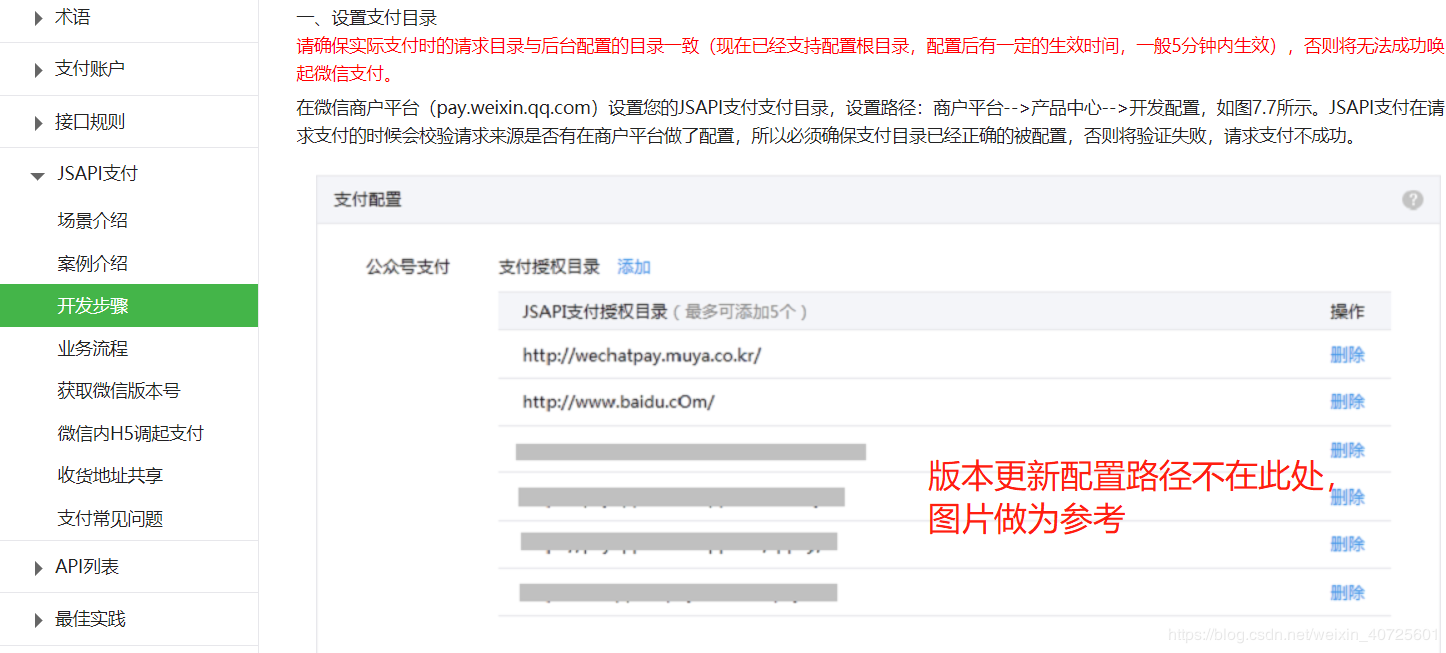 术语
支付账户
接口规则
JSAPI支付
场景介绍
案例介绍
开发步骤
业务流程
获取微信版本号
微信内H5调起支付
收货地址共享
支付常见问题
API列表
最佳实践
一、设置支付目录
请确保实际支付时的请求目录与后台配置的目录一致（现在已经支持配置根目录，配置后有一定的生效时间，一般5分钟内生效），否则将无法成功唤
起微信支付。
在微信商户平台（pay.weixin.qq.com）设置您的JSAPI支付支付目录，设置路径：商户平台-->产品中心-->开发配置，如图7.7所示。JSAPI支付在请
求支付的时候会校验请求来源是否有在商户平台做了配置，所以必须确保支付目录已经正确的被配置，否则将验证失败，请求支付不成功。
支付配置 ?
公众号支付 支付授权目录 添加
JSAPI支付授权目录（最多可添加5个） 操作
http://wechatpay.muya.co.kr/ 删除
http://www.baidu.cOm/ 删除
删除
版本更新配置路径不在此处，
删除
图片做为参考
删除
删除
https://blog.csdn.net/weixin_40725601